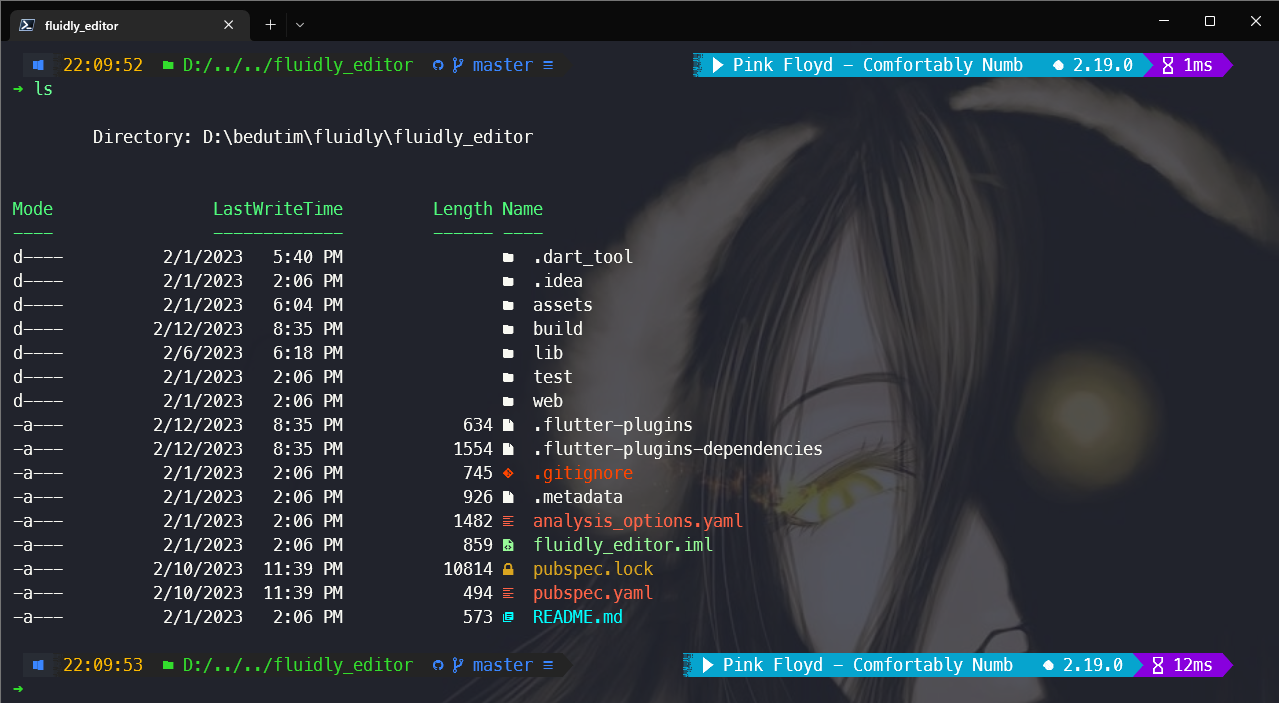 fluidly_editor
22:09:52 D:/../../fluidly_editor master ≡ Pink Floyd - Comfortably Numb 2.19.0 1ms
→ ls
Directory: D:\bedutim\fluidly\fluidly_editor
Mode LastWriteTime Length Name
---- ------------- ------ ----
d---- 2/1/2023 5:40 PM .dart_tool
d---- 2/1/2023 2:06 PM .idea
d---- 2/1/2023 6:04 PM assets
d---- 2/12/2023 8:35 PM build
d---- 2/6/2023 6:18 PM lib
d---- 2/1/2023 2:06 PM test
d---- 2/1/2023 2:06 PM web
-a--- 2/12/2023 8:35 PM 634 .flutter-plugins
-a--- 2/12/2023 8:35 PM 1554 .flutter-plugins-dependencies
-a--- 2/1/2023 2:06 PM 745 .gitignore
-a--- 2/1/2023 2:06 PM 926 .metadata
-a--- 2/1/2023 2:06 PM 1482 analysis_options.yaml
-a--- 2/1/2023 2:06 PM 859 fluidly_editor.iml
-a--- 2/10/2023 11:39 PM 10814 pubspec.lock
-a--- 2/10/2023 11:39 PM 494 pubspec.yaml
-a--- 2/1/2023 2:06 PM 573 README.md
22:09:53 D:/../../fluidly_editor master ≡ Pink Floyd - Comfortably Numb 2.19.0 12ms
→